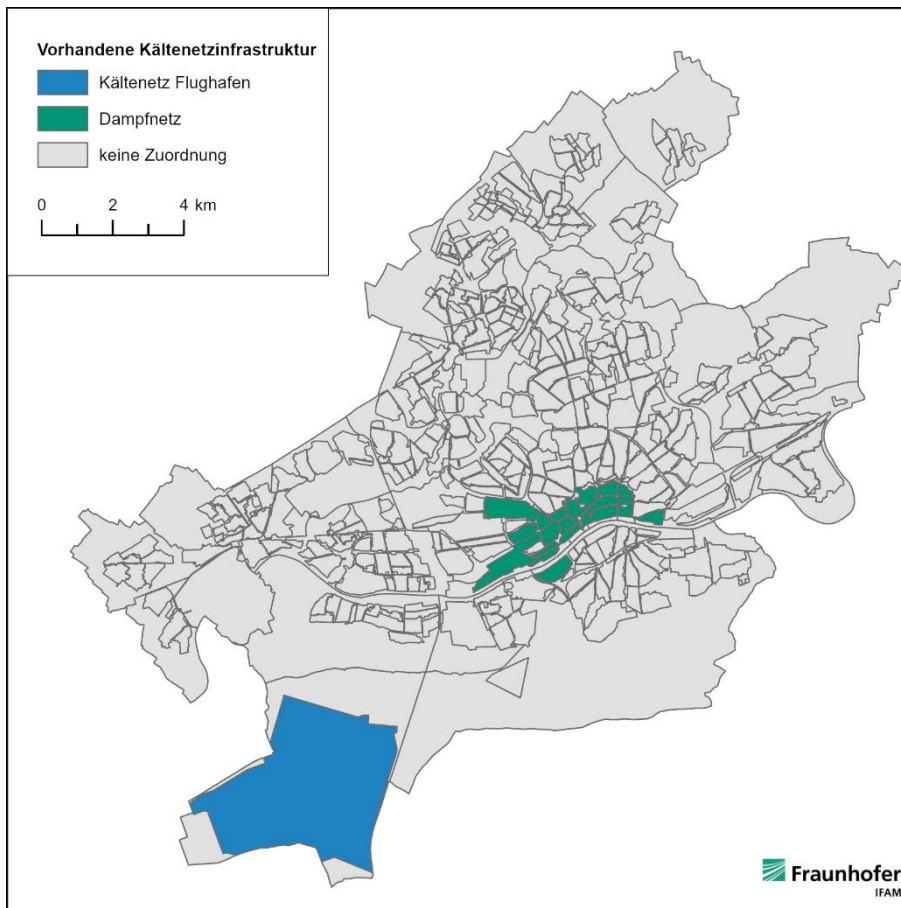 Vorhandene Kältenetzinfrastruktur
Kältenetz Flughafen
Dampfnetz
keine Zuordnung
0 2 4 km
Fraunhofer
IFAM